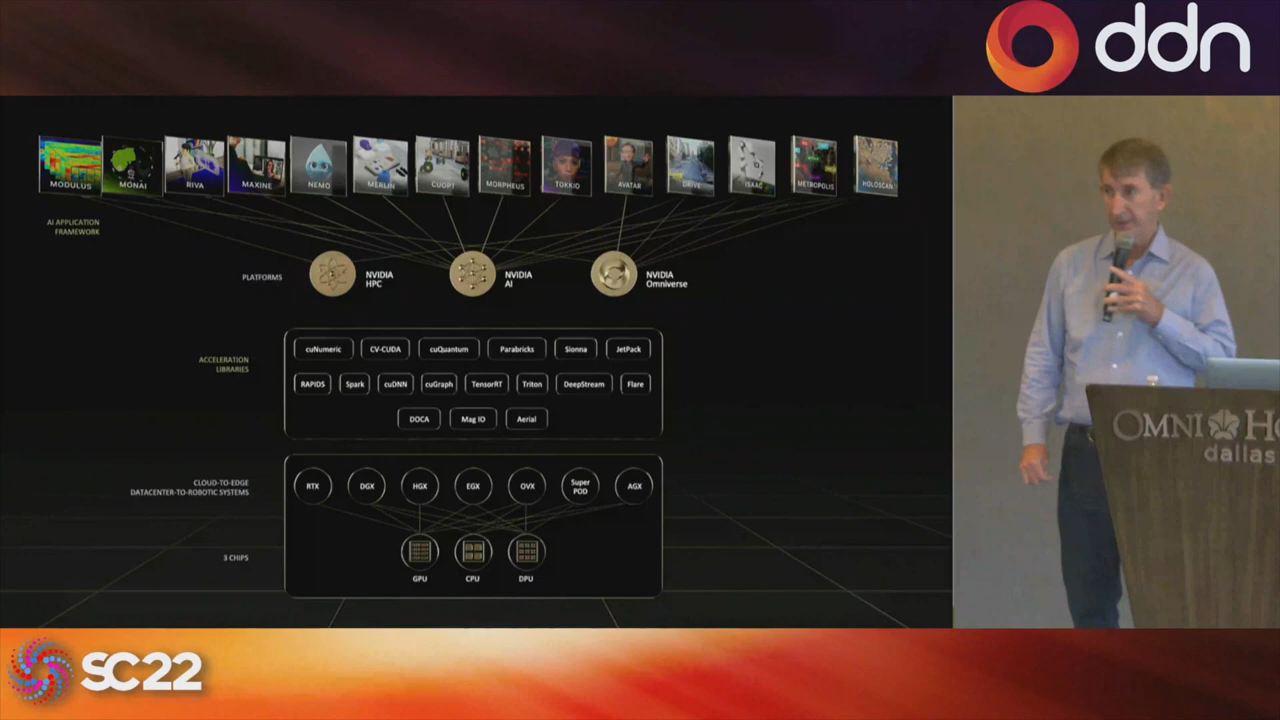 ddn
MODULUS
MONAI
RIVA
MAXINE
NEMO
MERLIN
CUOPT
MORPHEUS
TOKKIO
AVATAR
DRIVE
ISAAC
METROPOLIS
HOLOSCAN
AI APPLICATION
FRAMEWORK
PLATFORMS
NVIDIA
HPC
NVIDIA
AI
NVIDIA
Omniverse
ACCELERATION
LIBRARIES
cuNumeric
CV-CUDA
cuQuantum
Parabricks
Sionna
JetPack
RAPIDS
Spark
cuDNN
cuGraph
TensorRT
Triton
DeepStream
Flare
DOCA
Mag IO
Aerial
CLOUD-TO-EDGE
DATACENTER-TO-ROBOTIC SYSTEMS
RTX
DGX
HGX
EGX
OVX
Super
POD
AGX
3 CHIPS
GPU
CPU
DPU
OMNI HO
dallas
SC22